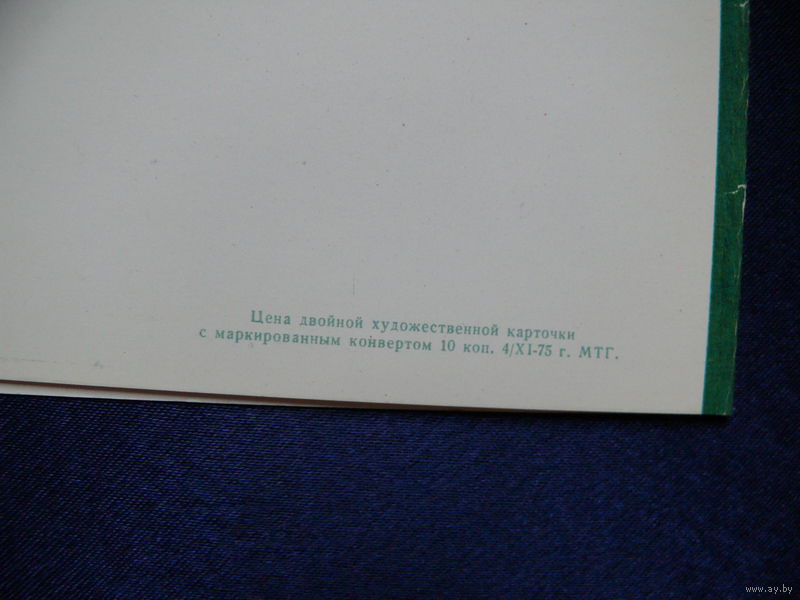 Цена двойной художественной карточки
с маркированным конвертом 10 коп. 4/XI-75 г. МТГ.
www.ay.by